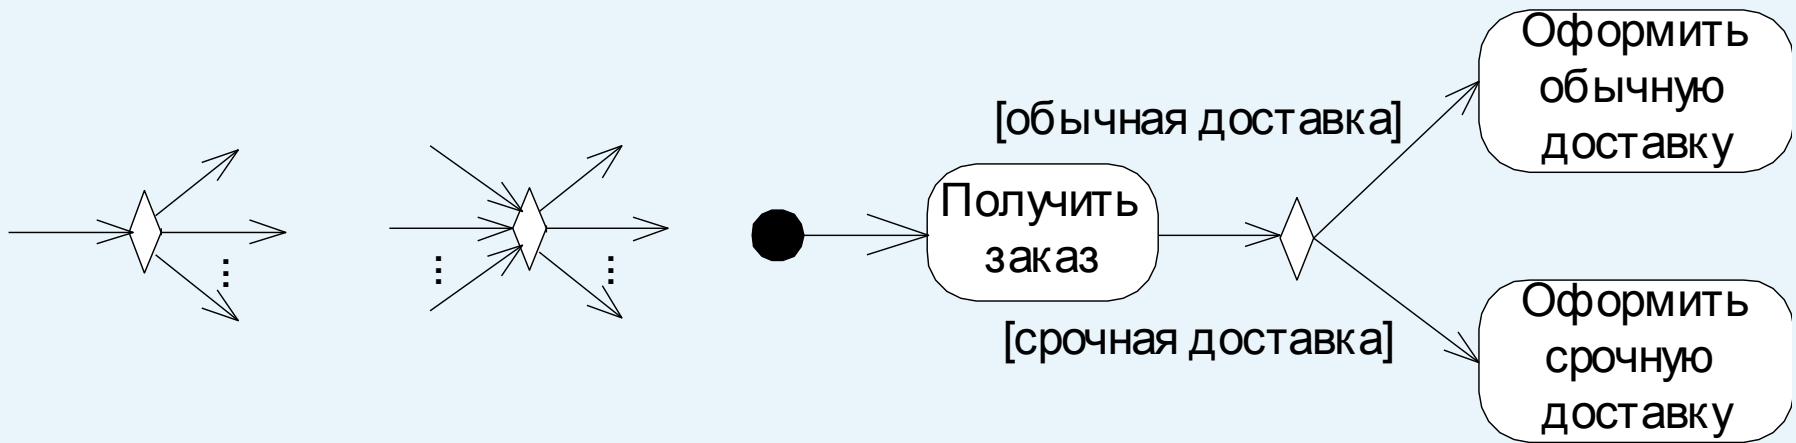 [обычная доставка]
Получить
заказ
[срочная доставка]
Оформить
обычную
доставку
Оформить
срочную
доставку